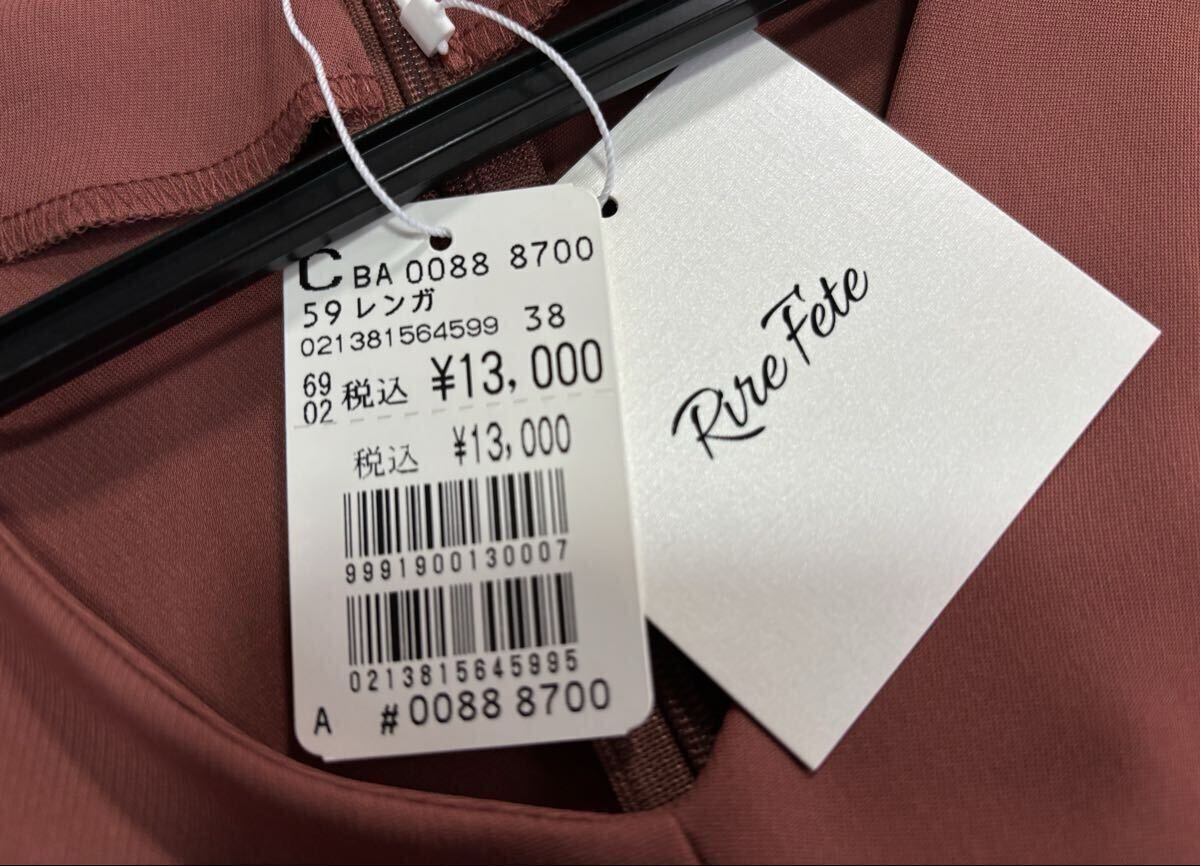 C BA 0088 8700
59 レンガ
021381564599 38
69
02 税込 ¥13,000
税込 ¥13,000
9991900130007
0213815645995
A #0088 8700
Rire Fete